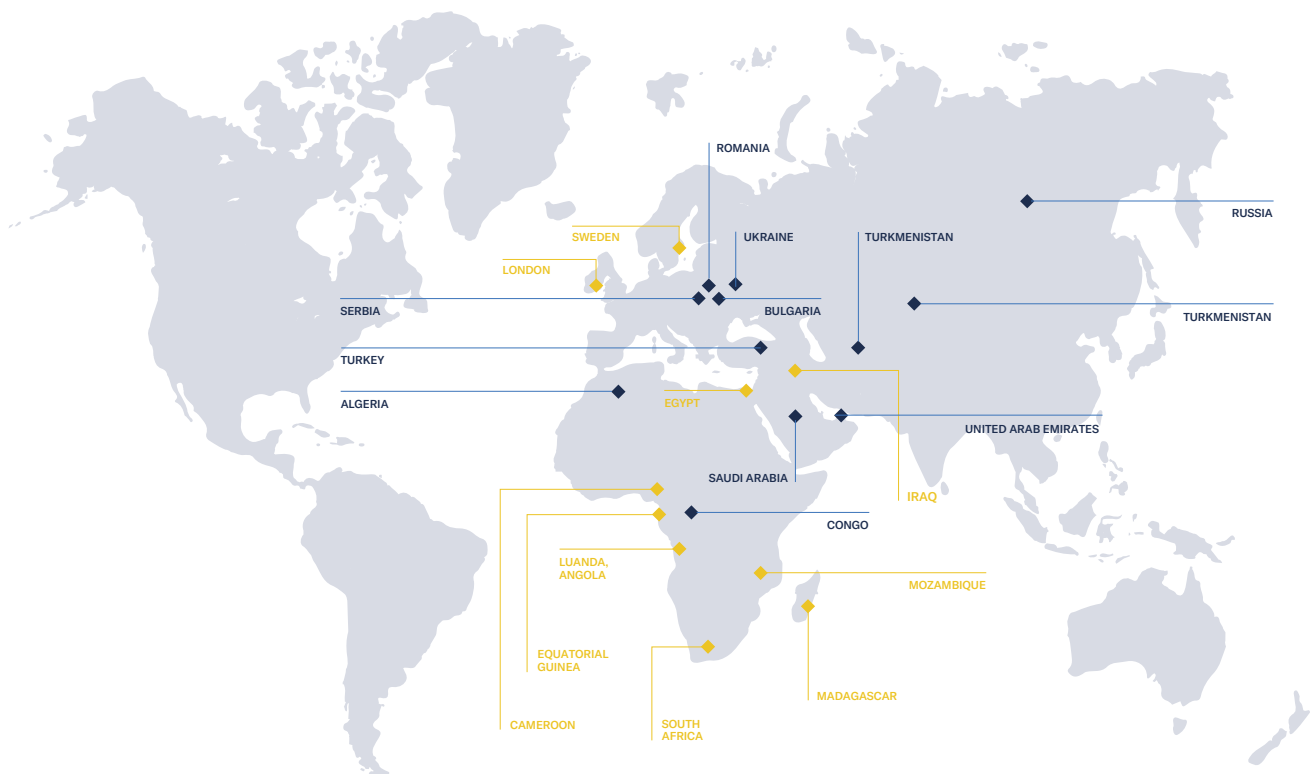 ROMANIA
RUSSIA
SWEDEN
UKRAINE
TURKMENISTAN
LONDON
SERBIA
BULGARIA
TURKMENISTAN
TURKEY
ALGERIA
EGYPT
UNITED ARAB EMIRATES
SAUDI ARABIA
IRAQ
CONGO
LUANDA,
ANGOLA
MOZAMBIQUE
EQUATORIAL
GUINEA
MADAGASCAR
CAMEROON
SOUTH
AFRICA